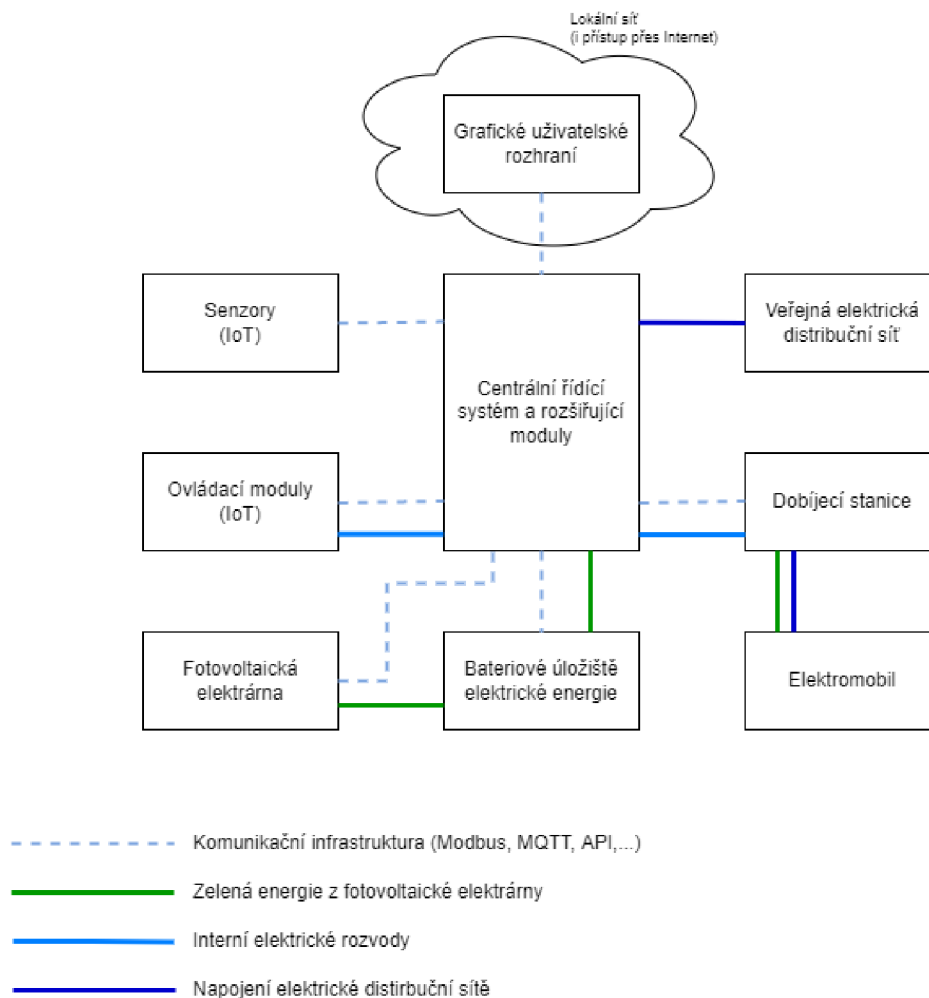 Lokální síť
(i přístup přes Internet)
Grafické uživatelské
rozhraní
Senzory
(IoT)
Veřejná elektrická
distribuční síť
Centrální řídící
systém a rozšiřující
moduly
Ovládací moduly
(IoT)
Dobíjecí stanice
Fotovoltaická
elektrárna
Bateriové úložiště
elektrické energie
Elektromobil
Komunikační infrastruktura (Modbus, MQTT, API,...)
Zelená energie z fotovoltaické elektrárny
Interní elektrické rozvody
Napojení elektrické distirbuční sítě